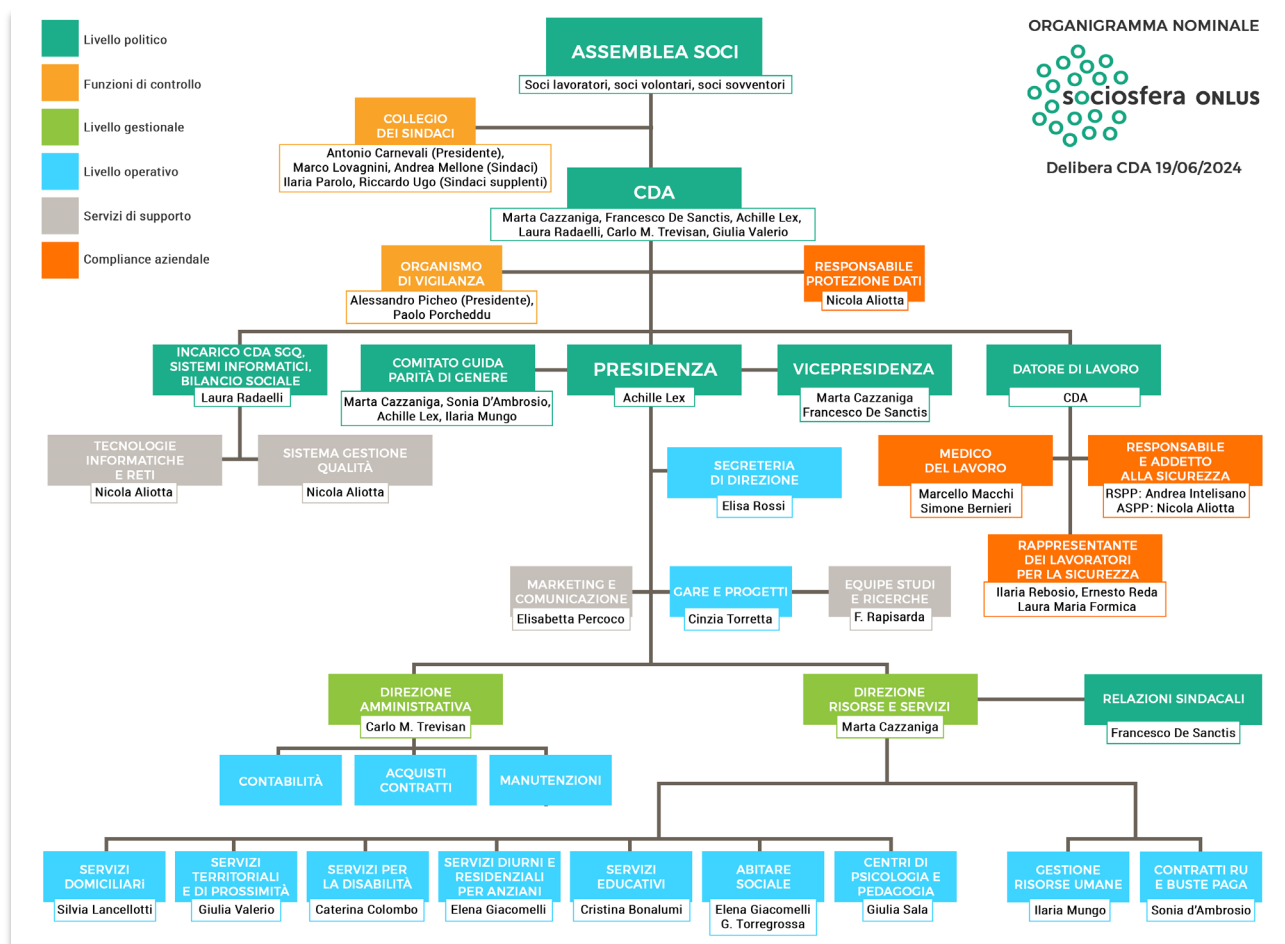 ORGANIGRAMMA NOMINALE
sociosfera ONLUS
Delibera CDA 19/06/2024
Livello politico
Funzioni di controllo
Livello gestionale
Livello operativo
Servizi di supporto
Compliance aziendale
ASSEMBLEA SOCI
Soci lavoratori, soci volontari, soci sovventori
COLLEGIO
DEI SINDACI
Antonio Carnevali (Presidente),
Marco Lovagnini, Andrea Mellone (Sindaci)
Ilaria Parolo, Riccardo Ugo (Sindaci supplenti)
CDA
Marta Cazzaniga, Francesco De Sanctis, Achille Lex,
Laura Radaelli, Carlo M. Trevisan, Giulia Valerio
ORGANISMO
DI VIGILANZA
Alessandro Picheo (Presidente),
Paolo Porcheddu
RESPONSABILE
PROTEZIONE DATI
Nicola Aliotta
INCARICO CDA SGQ,
SISTEMI INFORMATICI,
BILANCIO SOCIALE
Laura Radaelli
COMITATO GUIDA
PARITÀ DI GENERE
Marta Cazzaniga, Sonia D'Ambrosio,
Achille Lex, Ilaria Mungo
PRESIDENZA
Achille Lex
VICEPRESIDENZA
Marta Cazzaniga
Francesco De Sanctis
DATORE DI LAVORO
CDA
TECNOLOGIE
INFORMATICHE
E RETI
Nicola Aliotta
SISTEMA GESTIONE
QUALITÀ
Nicola Aliotta
SEGRETERIA
DI DIREZIONE
Elisa Rossi
MEDICO
DEL LAVORO
Marcello Macchi
Simone Bernieri
RESPONSABILE
E ADDETTO
ALLA SICUREZZA
RSPP: Andrea Intelisano
ASPP: Nicola Aliotta
RAPPRESENTANTE
DEI LAVORATORI
PER LA SICUREZZA
Ilaria Rebosio, Ernesto Reda
Laura Maria Formica
MARKETING E
COMUNICAZIONE
Elisabetta Percoco
GARE E PROGETTI
Cinzia Torretta
EQUIPE STUDI
E RICERCHE
F. Rapisarda
DIREZIONE
AMMINISTRATIVA
Carlo M. Trevisan
DIREZIONE
RISORSE E SERVIZI
Marta Cazzaniga
RELAZIONI SINDACALI
Francesco De Sanctis
CONTABILITÀ
ACQUISTI
CONTRATTI
MANUTENZIONI
SERVIZI
DOMICILIARI
Silvia Lancellotti
SERVIZI
TERRITORIALI
E DI PROSSIMITÀ
Giulia Valerio
SERVIZI PER
LA DISABILITÀ
Caterina Colombo
SERVIZI DIURNI E
RESIDENZIALI
PER ANZIANI
Elena Giacomelli
SERVIZI
EDUCATIVI
Cristina Bonalumi
ABITARE
SOCIALE
Elena Giacomelli
G. Torregrossa
CENTRI DI
PSICOLOGIA E
PEDAGOGIA
Giulia Sala
GESTIONE
RISORSE UMANE
Ilaria Mungo
CONTRATTI RU
E BUSTE PAGA
Sonia d'Ambrosio